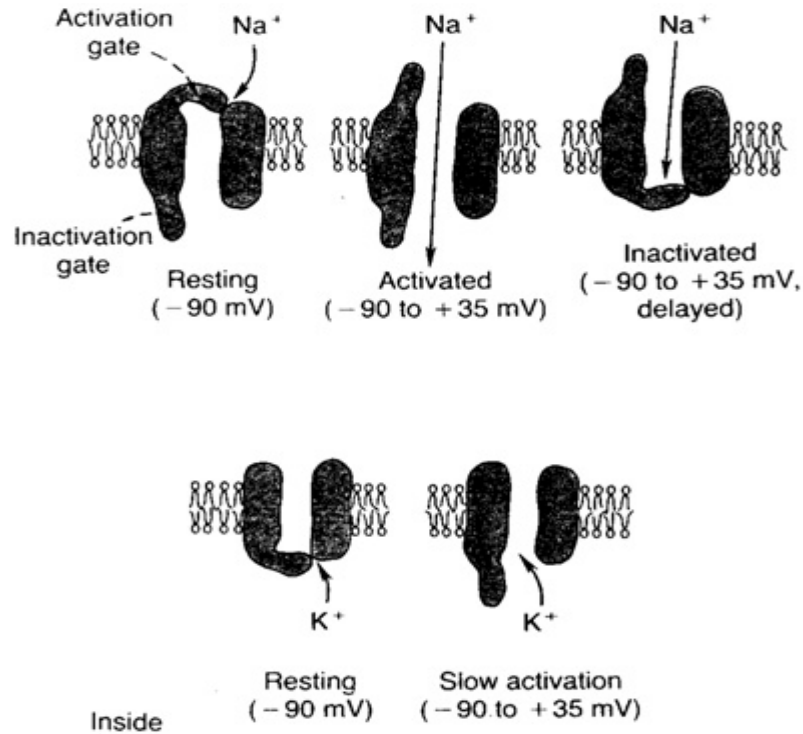 Activation
gate
Na+
Na+
Na+
Inactivation
gate
Resting
(−90 mV)
Activated
(−90 to +35 mV)
Inactivated
(−90 to +35 mV,
delayed)
K+
K+
Resting
(−90 mV)
Slow activation
(−90.to +35 mV)
Inside